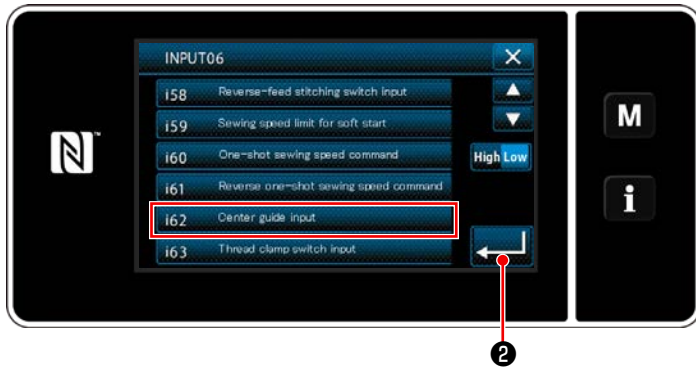 INPUT06
i58 Reverse-feed stitching switch input
i59 Sewing speed limit for soft start
i60 One-shot sewing speed command
High Low
i61 Reverse one-shot sewing speed command
i62 Center guide input
i63 Thread clamp switch input
N
M
i
❷